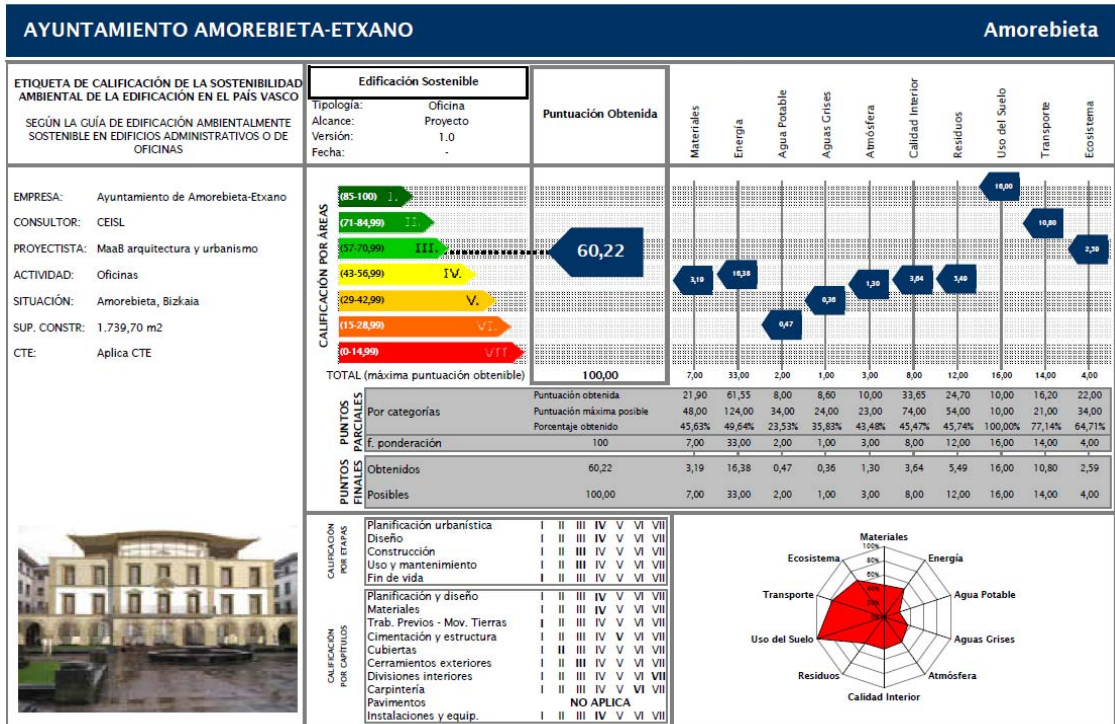 AYUNTAMIENTO AMOREBIETA-ETXANO Amorebieta
ETIQUETA DE CALIFICACIÓN DE LA SOSTENIBILIDAD
AMBIENTAL DE LA EDIFICACIÓN EN EL PAÍS VASCO
SEGÚN LA GUÍA DE EDIFICACIÓN AMBIENTALMENTE
SOSTENIBLE EN EDIFICIOS ADMINISTRATIVOS O DE
OFICINAS
Edificación Sostenible
Tipología: Oficina
Alcance: Proyecto
Versión: 1.0
Fecha: -
Puntuación Obtenida
Materiales
Energía
Agua Potable
Aguas Grises
Atmósfera
Calidad Interior
Residuos
Uso del Suelo
Transporte
Ecosistema
EMPRESA: Ayuntamiento de Amorebieta-Etxano
CONSULTOR: CEISL
PROYECTISTA: MaaB arquitectura y urbanismo
ACTIVIDAD: Oficinas
SITUACIÓN: Amorebieta, Bizkaia
SUP. CONSTR: 1.739,70 m2
CTE: Aplica CTE
CALIFICACIÓN POR ÁREAS
(85-100) I.
(71-84,99) II.
(57-70,99) III.
(43-56,99) IV.
(29-42,99) V.
(15-28,99) VI.
(0-14,99) VII
60,22
3,19
16,38
0,47
0,36
1,30
3,64
5,49
16,00
10,80
2,59
TOTAL (máxima puntuación obtenible) 100,00 7,00 33,00 2,00 1,00 3,00 8,00 12,00 16,00 14,00 4,00
PUNTOS PARCIALES
Por categorías
Puntuación obtenida 21,90 61,55 8,00 8,60 10,00 33,65 24,70 10,00 16,20 22,00
Puntuación máxima posible 48,00 124,00 34,00 24,00 23,00 74,00 54,00 10,00 21,00 34,00
Porcentaje obtenido 45,63% 49,64% 23,53% 35,83% 43,48% 45,47% 45,74% 100,00% 77,14% 64,71%
f. ponderación 100 7,00 33,00 2,00 1,00 3,00 8,00 12,00 16,00 14,00 4,00
PUNTOS FINALES
Obtenidos 60,22 3,19 16,38 0,47 0,36 1,30 3,64 5,49 16,00 10,80 2,59
Posibles 100,00 7,00 33,00 2,00 1,00 3,00 8,00 12,00 16,00 14,00 4,00
CALIFICACIÓN POR ETAPAS
Planificación urbanística I II III IV V VI VII
Diseño I II III IV V VI VII
Construcción I II III IV V VI VII
Uso y mantenimiento I II III IV V VI VII
Fin de vida I II III IV V VI VII
CALIFICACIÓN POR CAPÍTULOS
Planificación y diseño I II III IV V VI VII
Materiales I II III IV V VI VII
Trab. Previos - Mov. Tierras I II III IV V VI VII
Cimentación y estructura I II III IV V VI VII
Cubiertas I II III IV V VI VII
Cerramientos exteriores I II III IV V VI VII
Divisiones interiores I II III IV V VI VII
Carpintería I II III IV V VI VII
Pavimentos NO APLICA
Instalaciones y equip. I II III IV V VI VII
Materiales
Energía
Agua Potable
Aguas Grises
Atmósfera
Calidad Interior
Residuos
Uso del Suelo
Transporte
Ecosistema
100%
80%
60%